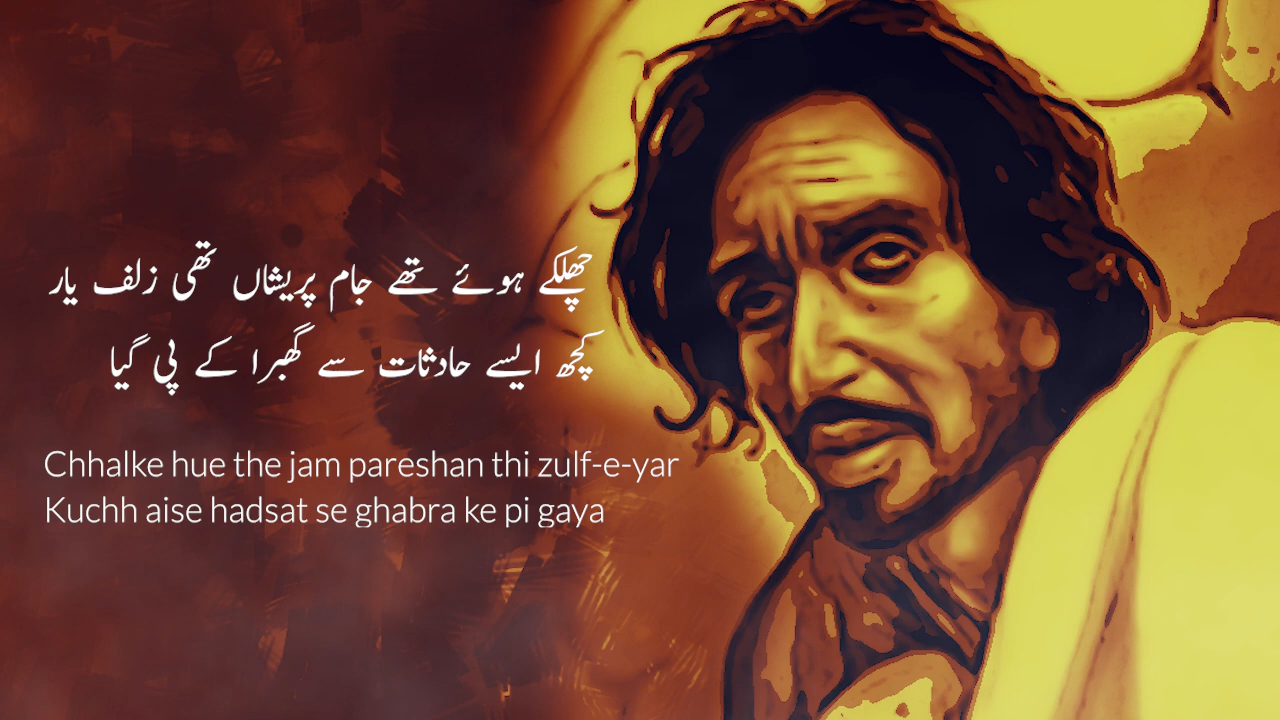 چھلکے ہوئے تھے جام پریشاں تھی زلف یار
کچھ ایسے حادثات سے گھبرا کے پی گیا
Chhalke hue the jam pareshan thi zulf-e-yar
Kuchh aise hadsat se ghabra ke pi gaya